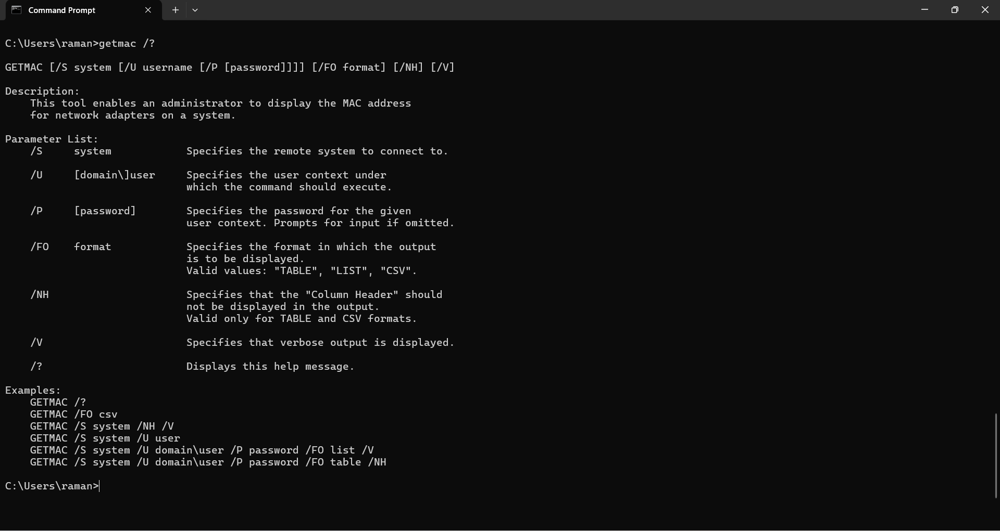 Command Prompt
C:\Users\raman>getmac /?
GETMAC [/S system [/U username [/P [password]]]] [/FO format] [/NH] [/V]
Description:
    This tool enables an administrator to display the MAC address
    for network adapters on a system.
Parameter List:
    /S     system            Specifies the remote system to connect to.
    /U     [domain\]user     Specifies the user context under
                             which the command should execute.
    /P     [password]        Specifies the password for the given
                             user context. Prompts for input if omitted.
    /FO    format            Specifies the format in which the output
                             is to be displayed.
                             Valid values: "TABLE", "LIST", "CSV".
    /NH                      Specifies that the "Column Header" should
                             not be displayed in the output.
                             Valid only for TABLE and CSV formats.
    /V                       Specifies that verbose output is displayed.
    /?                       Displays this help message.
Examples:
    GETMAC /?
    GETMAC /FO csv
    GETMAC /S system /NH /V
    GETMAC /S system /U user
    GETMAC /S system /U domain\user /P password /FO list /V
    GETMAC /S system /U domain\user /P password /FO table /NH
C:\Users\raman>